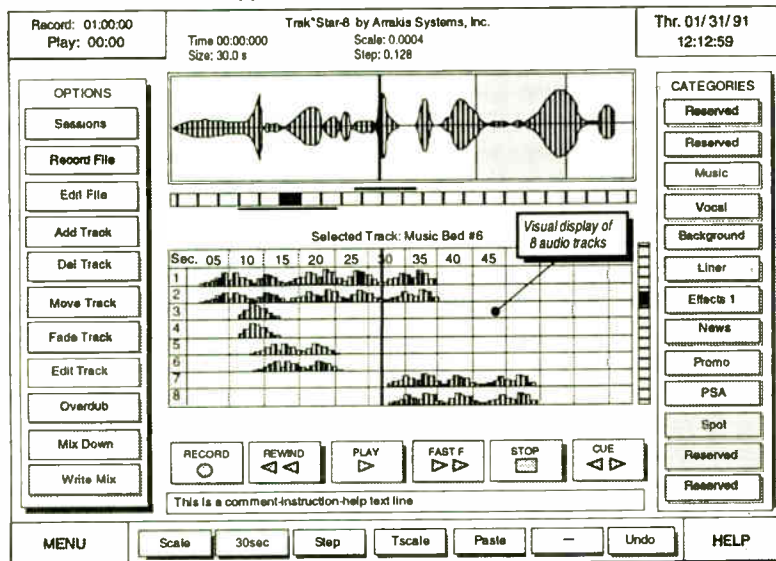 Record: 01:00:00
Play: 00:00
Trak*Star-8 by Arrakis Systems, Inc.
Time 00:00:000
Scale: 0.0004
Size: 30.0 s
Step: 0.128
Thr. 01/31/91
12:12:59
OPTIONS
Sessions
Record File
Edit File
Add Track
Del Track
Move Track
Fade Track
Edit Track
Overdub
Mix Down
Write Mix
Selected Track: Music Bed #6
Visual display of
8 audio tracks
Sec. 05 10 15 20 25 30 35 40 45
1
2
3
4
5
6
7
8
RECORD
REWIND
PLAY
FAST F
STOP
CUE
This is a comment-instruction-help text line
CATEGORIES
Reserved
Reserved
Music
Vocal
Background
Liner
Effects 1
News
Promo
PSA
Spot
Reserved
Reserved
MENU
Scale
30sec
Step
Tscale
Paste
—
Undo
HELP